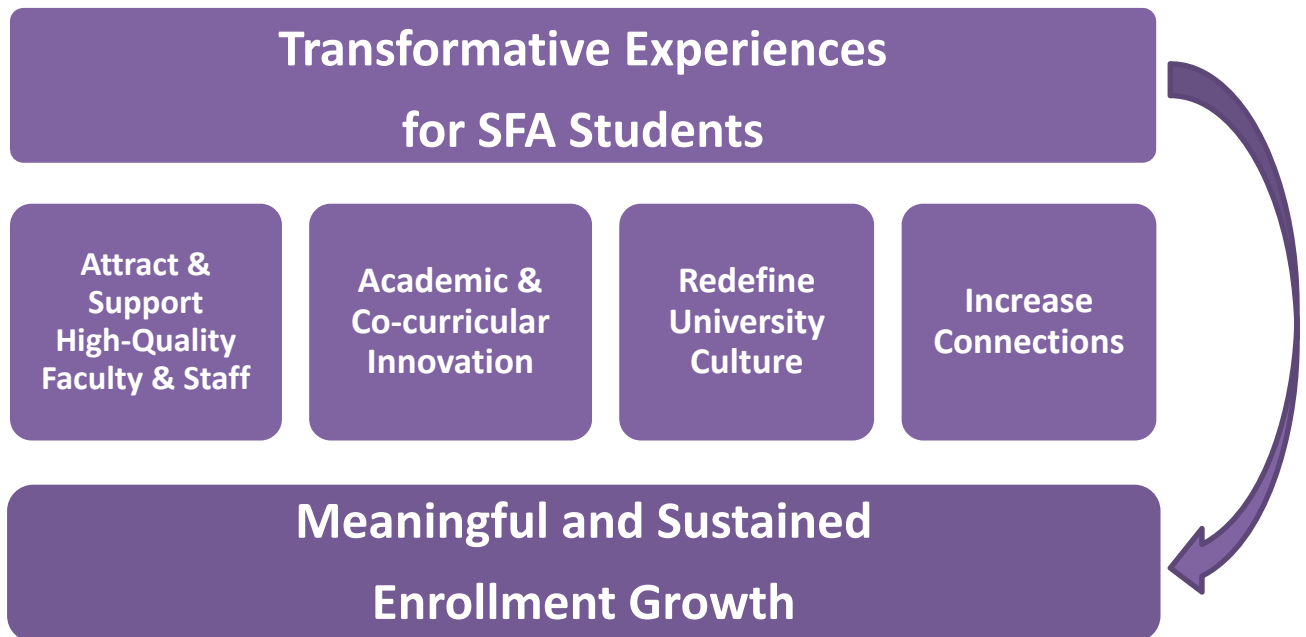 Transformative Experiences
for SFA Students
Attract &
Support
High-Quality
Faculty & Staff
Academic &
Co-curricular
Innovation
Redefine
University
Culture
Increase
Connections
Meaningful and Sustained
Enrollment Growth